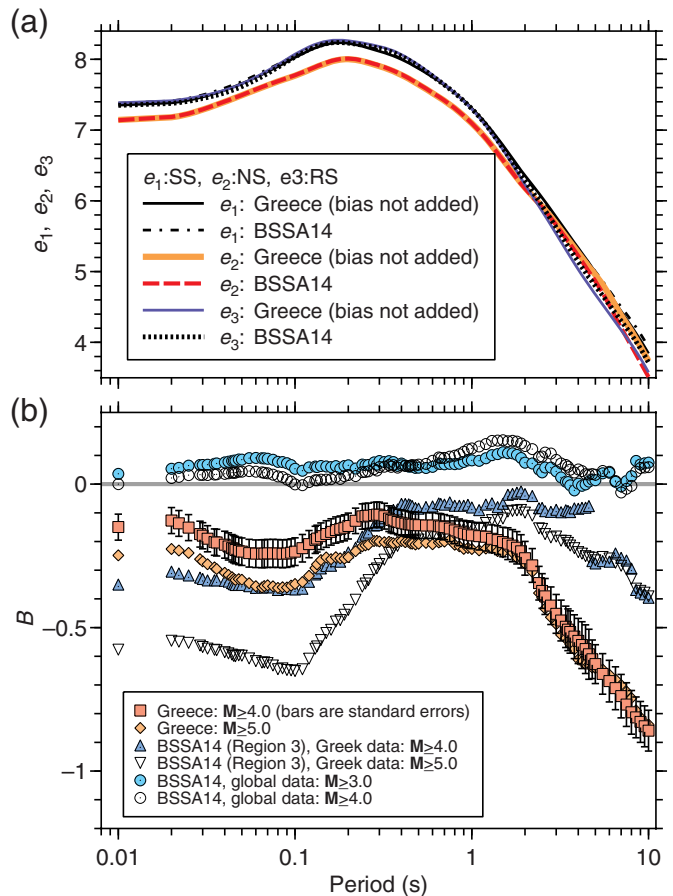 (a)
8
7
6
5
4
e1, e2, e3
e1:SS, e2:NS, e3:RS
e1: Greece (bias not added)
e1: BSSA14
e2: Greece (bias not added)
e2: BSSA14
e3: Greece (bias not added)
e3: BSSA14
(b)
0
−0.5
−1
B
Greece: M≥4.0 (bars are standard errors)
Greece: M≥5.0
BSSA14 (Region 3), Greek data: M≥4.0
BSSA14 (Region 3), Greek data: M≥5.0
BSSA14, global data: M≥3.0
BSSA14, global data: M≥4.0
0.01 0.1 1 10
Period (s)